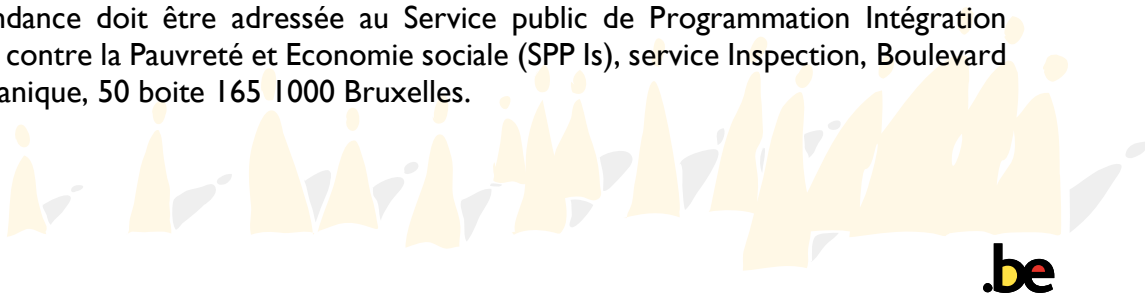 ndance doit être adressée au Service public de Programmation Intégration
contre la Pauvreté et Economie sociale (SPP Is), service Inspection, Boulevard
anique, 50 boite 165 1000 Bruxelles.
.be